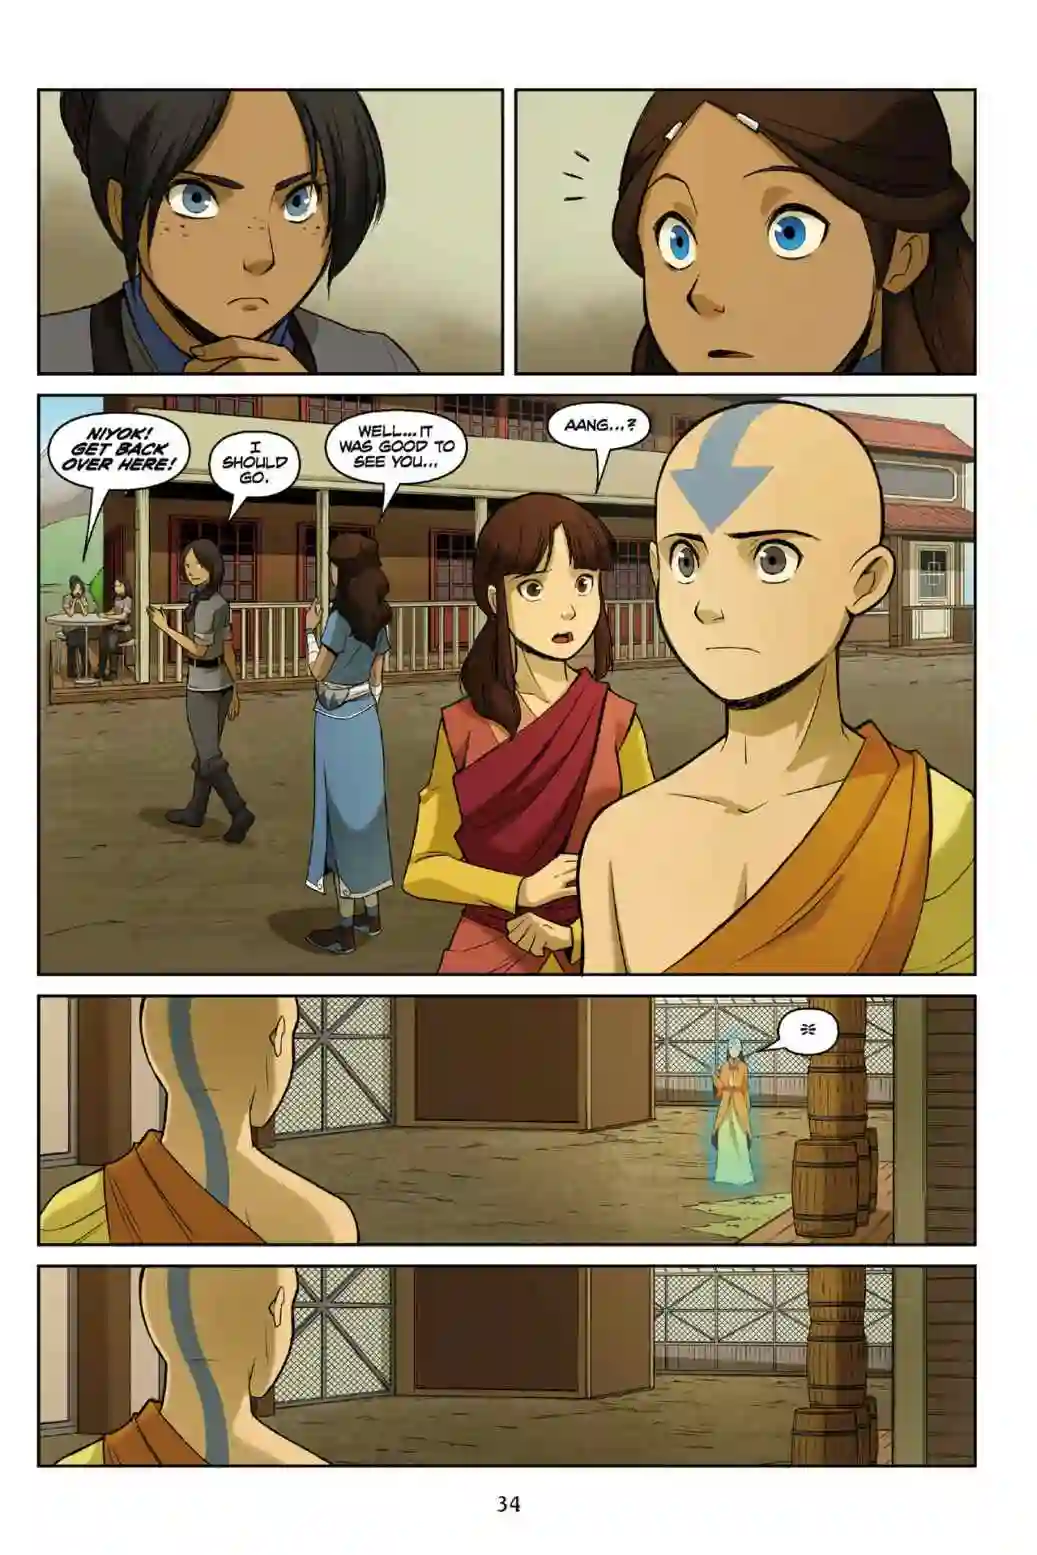 NIYOK!
GET BACK
OVER HERE!
I
SHOULD
GO.
WELL...IT
WAS GOOD TO
SEE YOU...
AANG...?
34